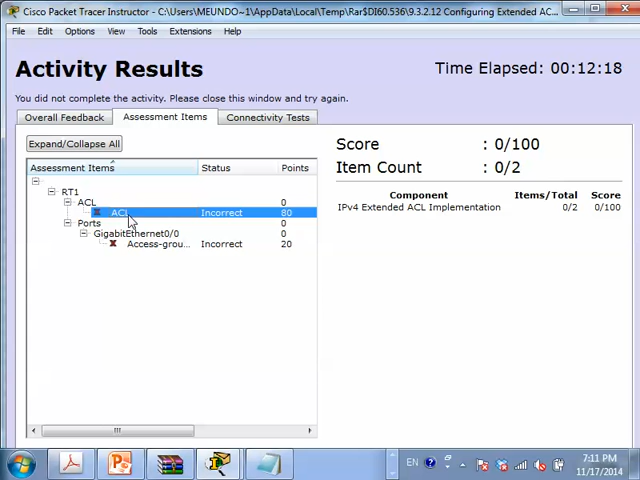 Cisco Packet Tracer Instructor - C:\Users\MEUNDO~1\AppData\Local\Temp\Rar$DI60.536\9.3.2.12 Configuring Extended AC...
File Edit Options View Tools Extensions Help
Activity Results
Time Elapsed: 00:12:18
You did not complete the activity. Please close this window and try again.
Overall Feedback Assessment Items Connectivity Tests
Expand/Collapse All
Score : 0/100
Item Count : 0/2
Assessment Items Status Points
Component Items/Total Score
IPv4 Extended ACL Implementation 0/2 0/100
RT1
ACL 0
ACL Incorrect 80
Ports 0
GigabitEthernet0/0 0
Access-grou... Incorrect 20
EN
7:11 PM
11/17/2014